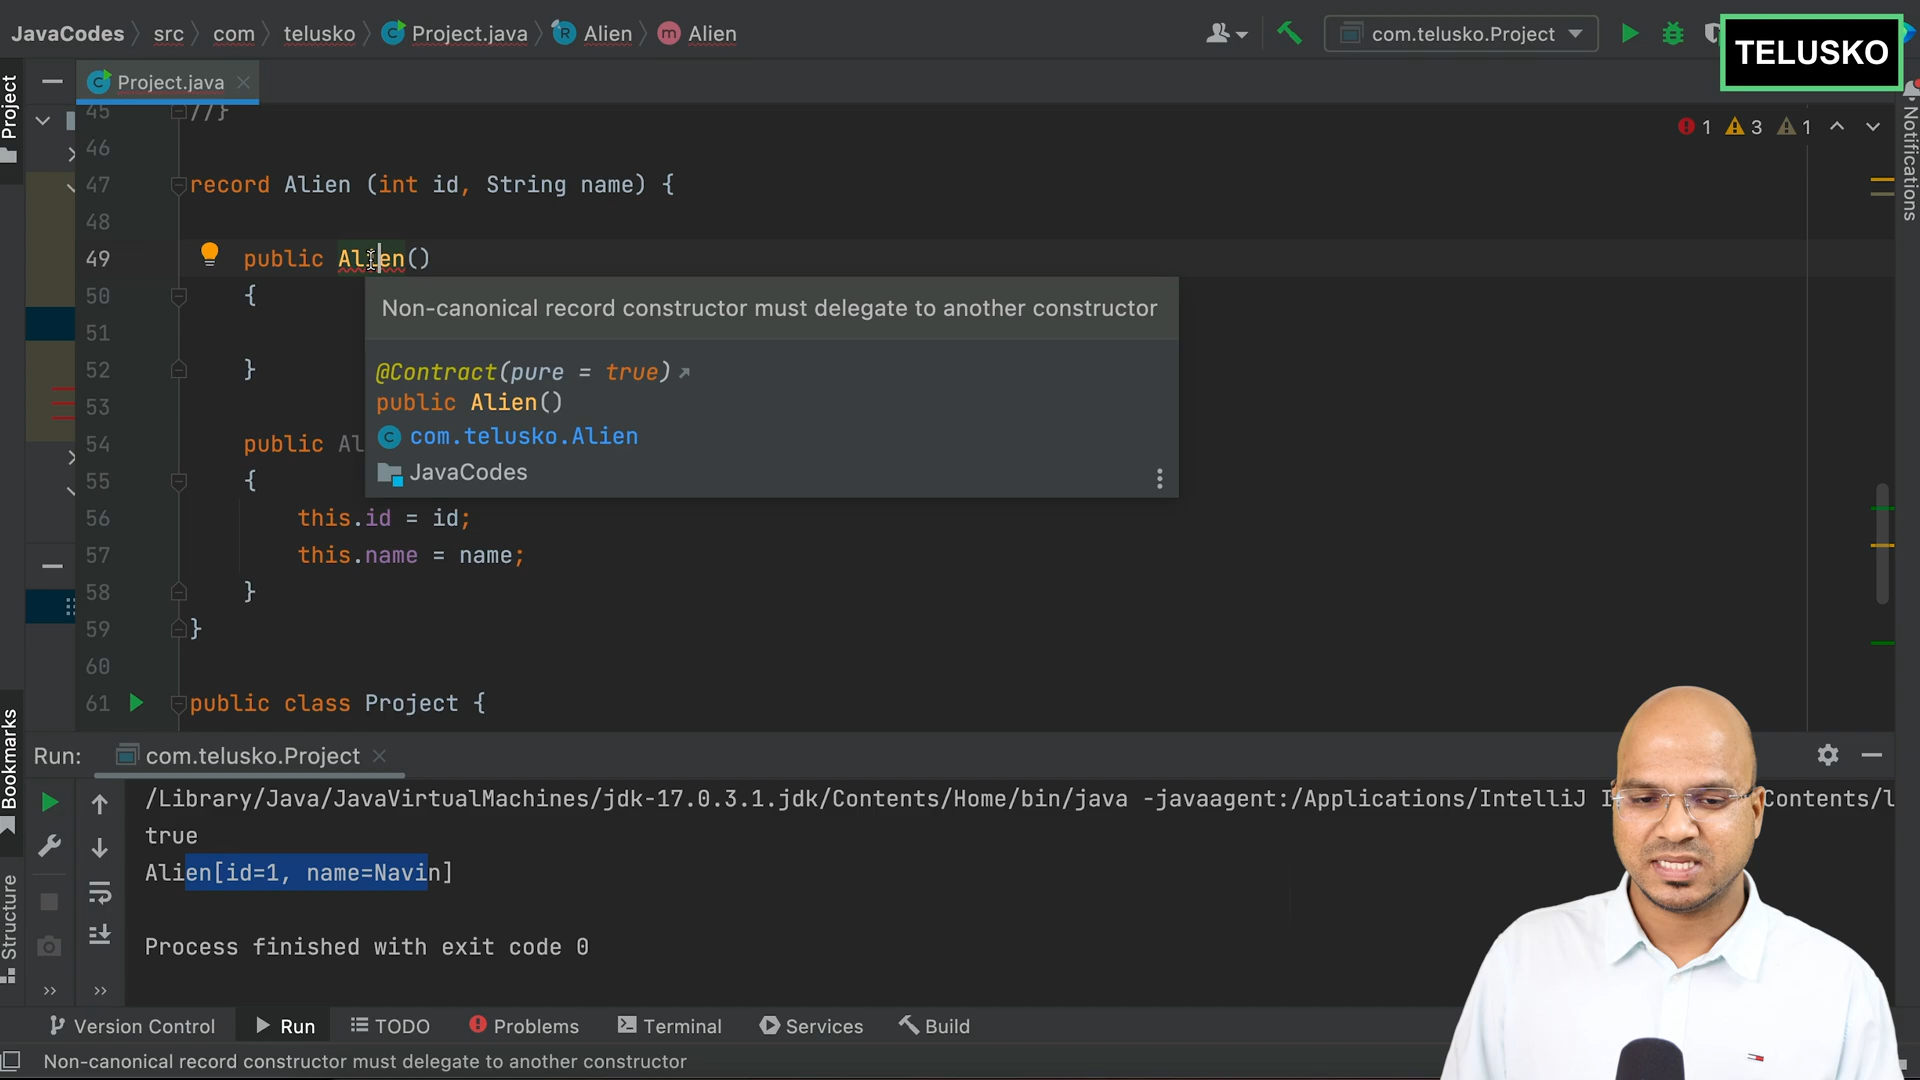 JavaCodes src com telusko Project.java Alien Alien com.telusko.Project
TELUSKO
Project
Project.java
Notifications
1 3 1
45 //}
46
47 record Alien (int id, String name) {
48
49 public Alien()
50 {
51
52 }
53
54 public Al
55 {
56 this.id = id;
57 this.name = name;
58 }
59 }
60
61 public class Project {
Non-canonical record constructor must delegate to another constructor
@Contract(pure = true)
public Alien()
com.telusko.Alien
JavaCodes
Bookmarks
Structure
Run: com.telusko.Project
/Library/Java/JavaVirtualMachines/jdk-17.0.3.1.jdk/Contents/Home/bin/java -javaagent:/Applications/IntelliJ I Contents/l
true
Alien[id=1, name=Navin]
Process finished with exit code 0
Version Control Run TODO Problems Terminal Services Build
Non-canonical record constructor must delegate to another constructor